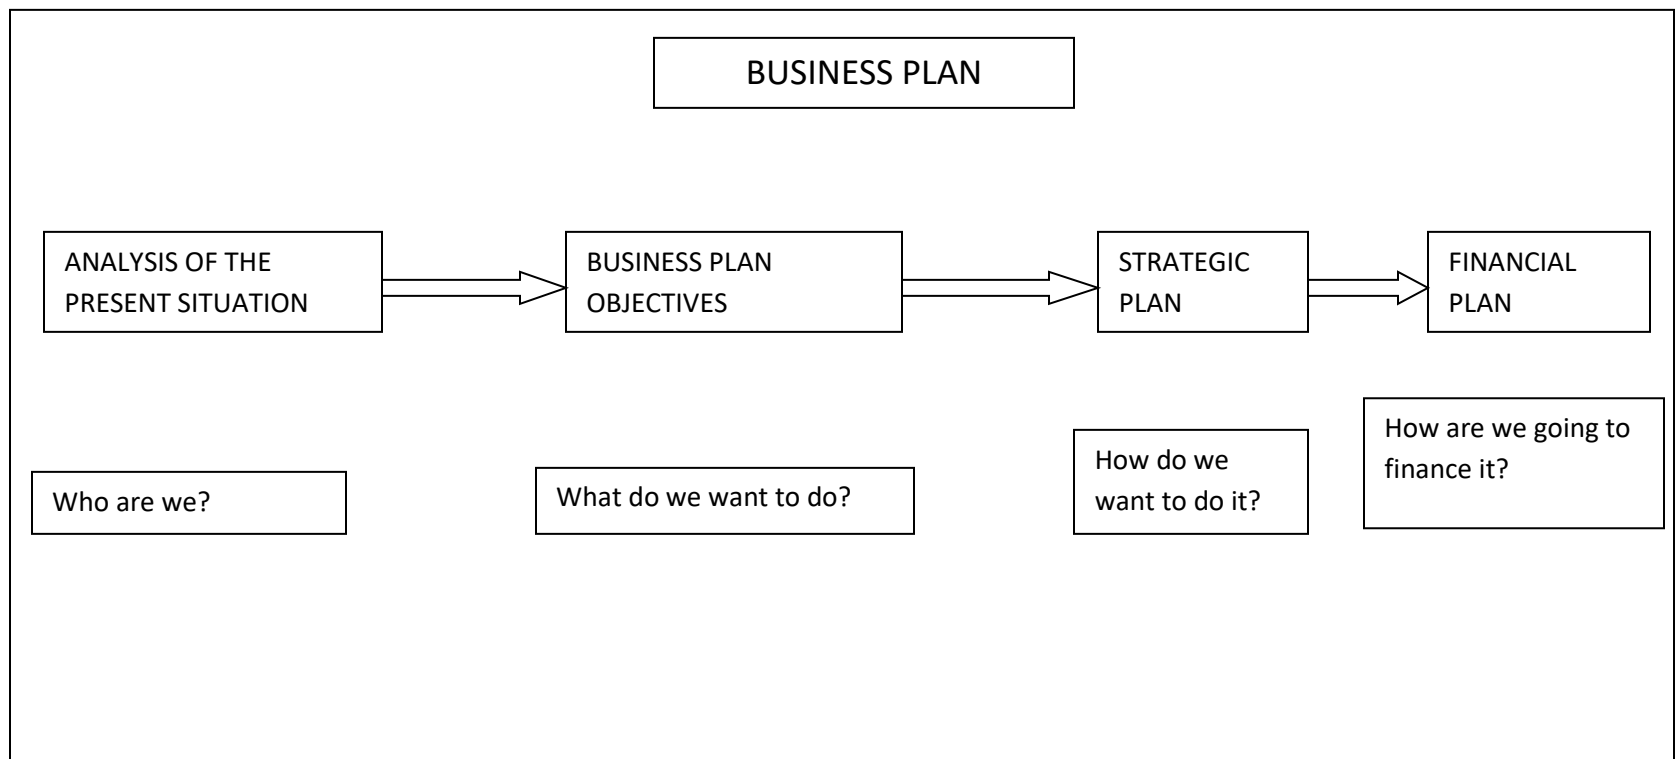 BUSINESS PLAN
ANALYSIS OF THE
PRESENT SITUATION
BUSINESS PLAN
OBJECTIVES
STRATEGIC
PLAN
FINANCIAL
PLAN
Who are we?
What do we want to do?
How do we
want to do it?
How are we going to
finance it?